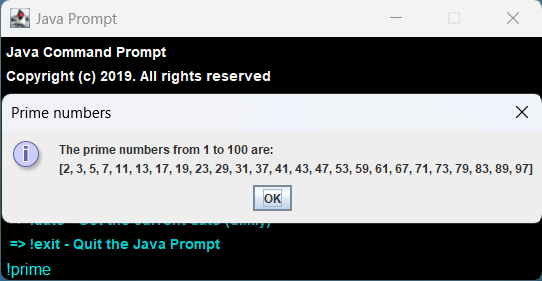 Java Prompt
Java Command Prompt
Copyright (c) 2019. All rights reserved
Prime numbers
The prime numbers from 1 to 100 are:
[2, 3, 5, 7, 11, 13, 17, 19, 23, 29, 31, 37, 41, 43, 47, 53, 59, 61, 67, 71, 73, 79, 83, 89, 97]
OK
=> !exit - Quit the Java Prompt
!prime